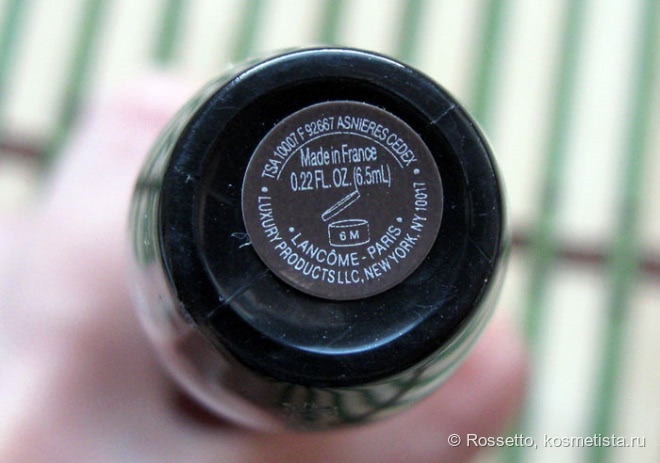 TSA 10007 F 92667 ASNIERES CEDEX
Made in France
0.22 FL. OZ. (6.5mL)
6 M
• LANCÔME - PARIS •
• LUXURY PRODUCTS LLC, NEW YORK, NY 10017 •
© Rossetto, kosmetista.ru